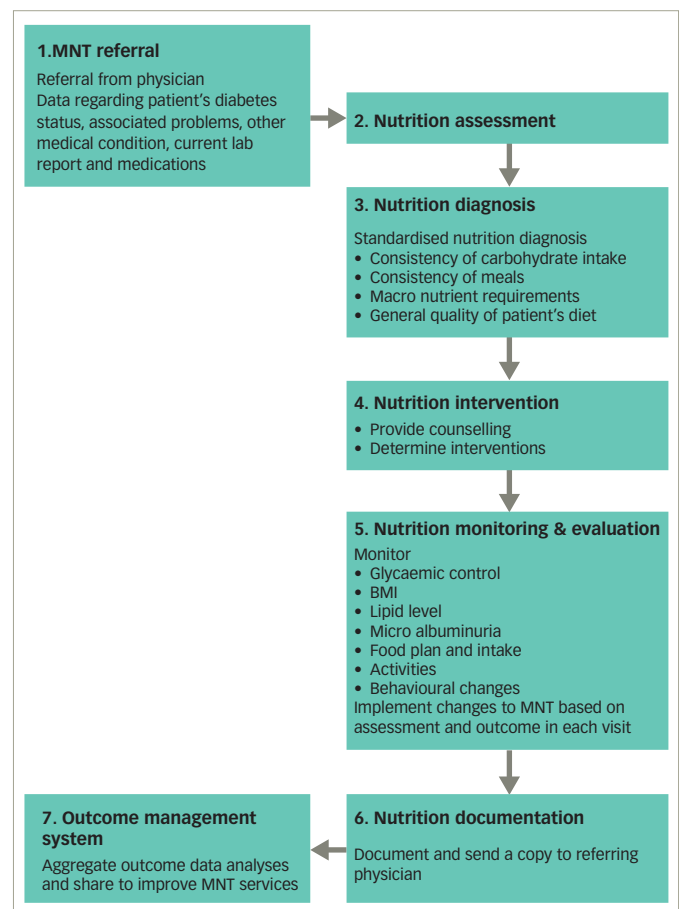 1.MNT referral
Referral from physician
Data regarding patient's diabetes
status, associated problems, other
medical condition, current lab
report and medications
2. Nutrition assessment
3. Nutrition diagnosis
Standardised nutrition diagnosis
• Consistency of carbohydrate intake
• Consistency of meals
• Macro nutrient requirements
• General quality of patient's diet
4. Nutrition intervention
• Provide counselling
• Determine interventions
5. Nutrition monitoring & evaluation
Monitor
• Glycaemic control
• BMI
• Lipid level
• Micro albuminuria
• Food plan and intake
• Activities
• Behavioural changes
Implement changes to MNT based on
assessment and outcome in each visit
6. Nutrition documentation
Document and send a copy to referring
physician
7. Outcome management
system
Aggregate outcome data analyses
and share to improve MNT services